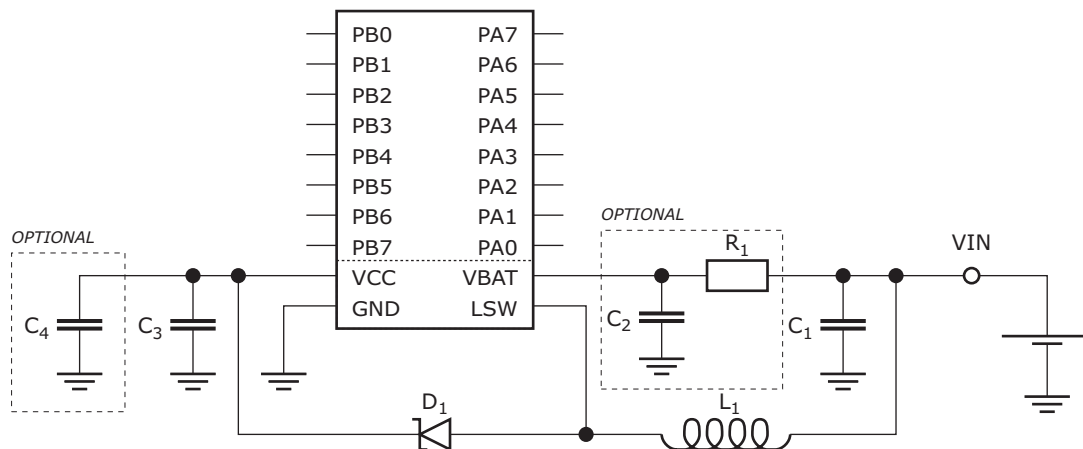 PB0 PA7
PB1 PA6
PB2 PA5
PB3 PA4
PB4 PA3
PB5 PA2
PB6 PA1
OPTIONAL
PB7 PA0
OPTIONAL
R1
VIN
VCC VBAT
GND LSW
C4
C3
C2
C1
D1
L1